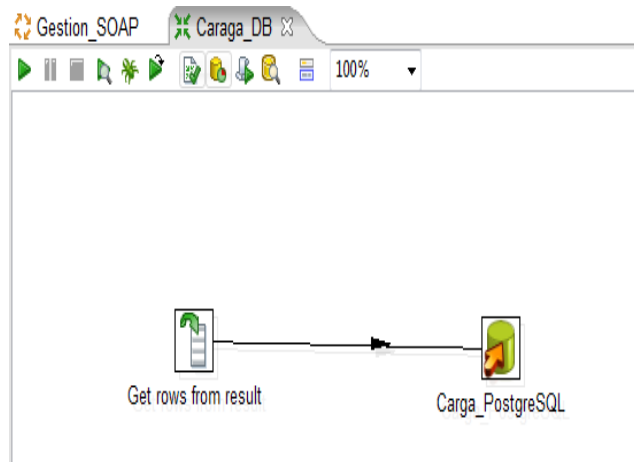 Gestion_SOAP
Caraga_DB
100%
Get rows from result
Carga_PostgreSQL